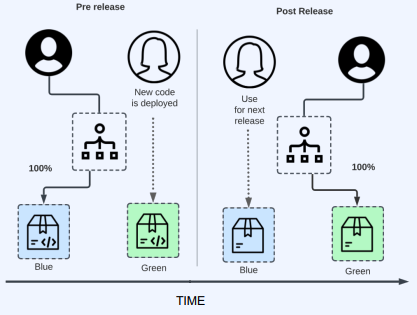 Pre release
Post Release
New code
is deployed
Use
for next
release
100%
100%
Blue
Green
Blue
Green
TIME